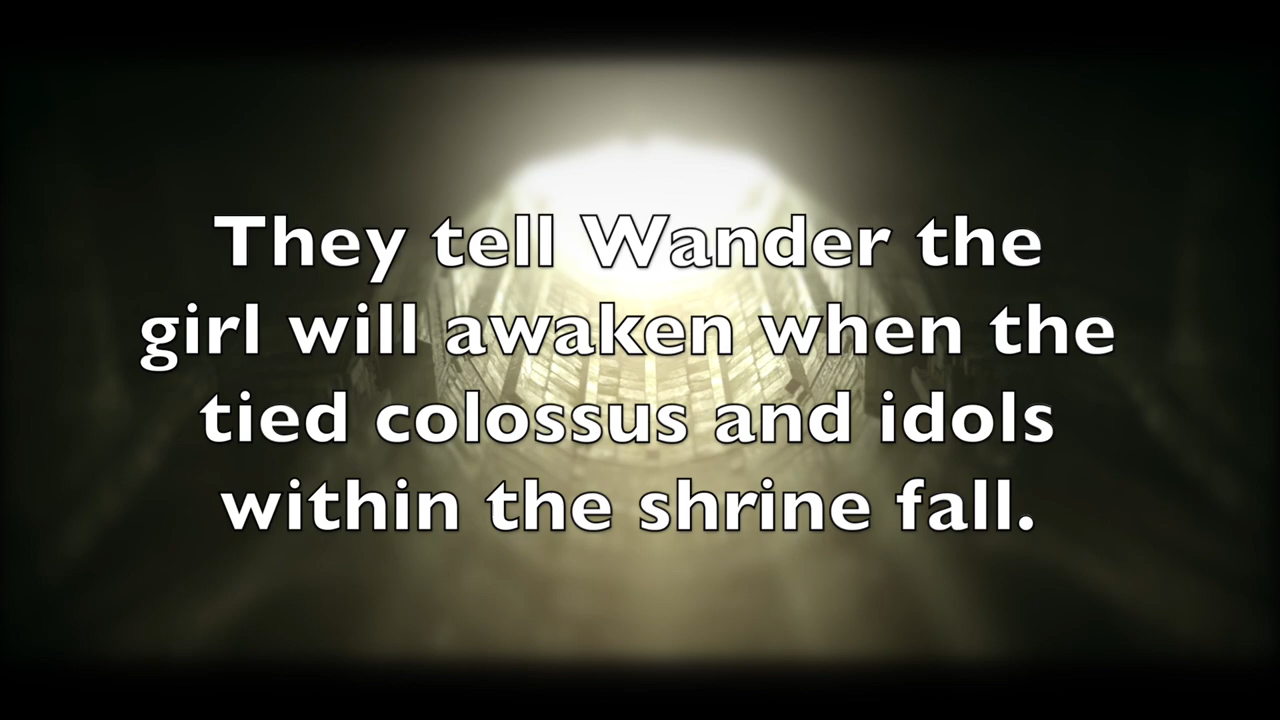 They tell Wander the
girl will awaken when the
tied colossus and idols
within the shrine fall.